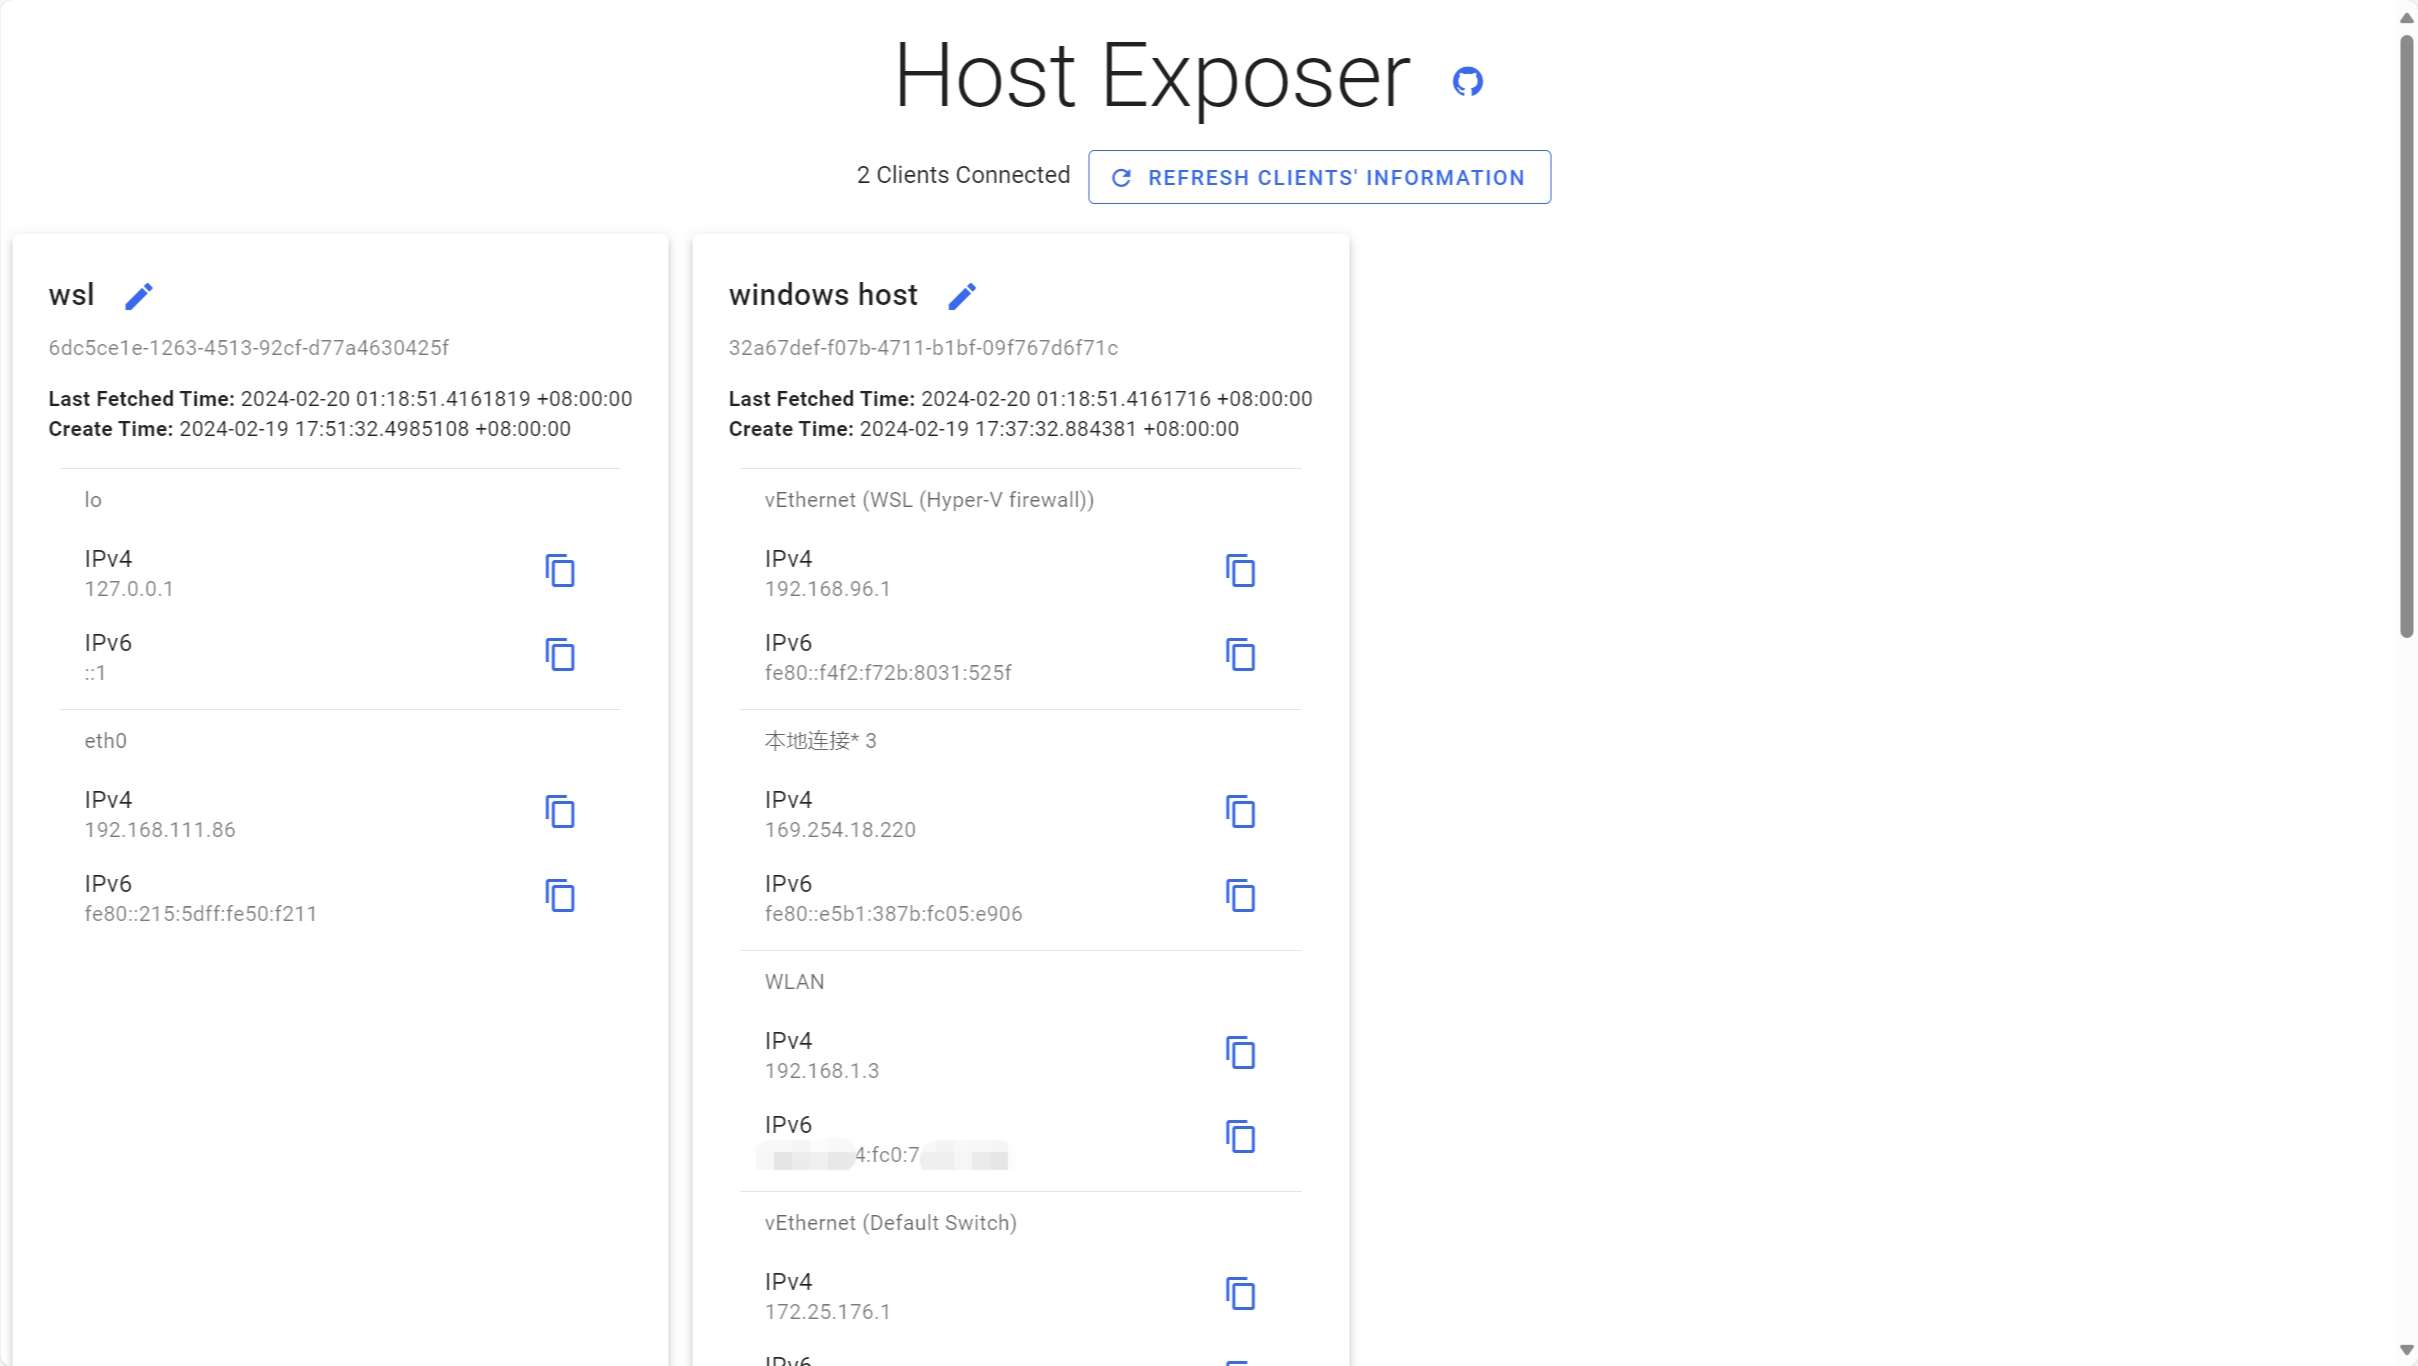 Host Exposer
2 Clients Connected
REFRESH CLIENTS' INFORMATION
wsl
6dc5ce1e-1263-4513-92cf-d77a4630425f
Last Fetched Time: 2024-02-20 01:18:51.4161819 +08:00:00
Create Time: 2024-02-19 17:51:32.4985108 +08:00:00
lo
IPv4
127.0.0.1
IPv6
::1
eth0
IPv4
192.168.111.86
IPv6
fe80::215:5dff:fe50:f211
windows host
32a67def-f07b-4711-b1bf-09f767d6f71c
Last Fetched Time: 2024-02-20 01:18:51.4161716 +08:00:00
Create Time: 2024-02-19 17:37:32.884381 +08:00:00
vEthernet (WSL (Hyper-V firewall))
IPv4
192.168.96.1
IPv6
fe80::f4f2:f72b:8031:525f
本地连接* 3
IPv4
169.254.18.220
IPv6
fe80::e5b1:387b:fc05:e906
WLAN
IPv4
192.168.1.3
IPv6
4:fc0:7
vEthernet (Default Switch)
IPv4
172.25.176.1
IPv6